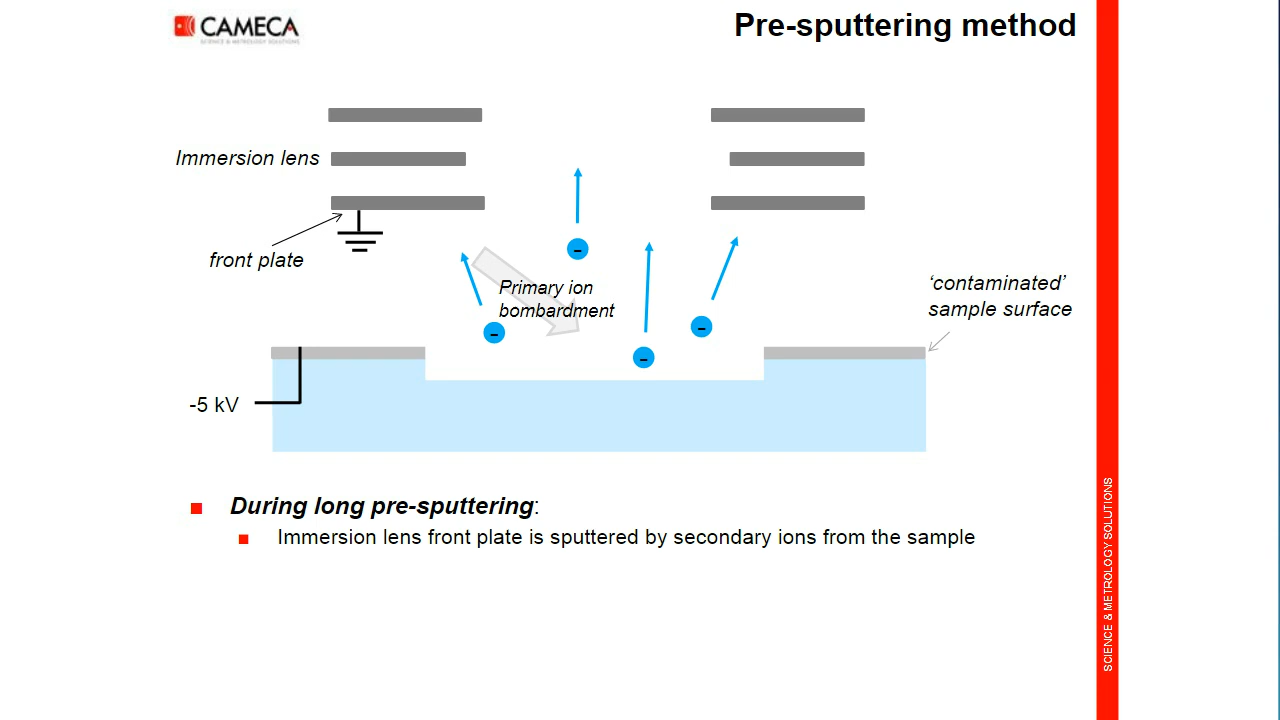 CAMECA
SCIENCE & METROLOGY SOLUTIONS
Pre-sputtering method
Immersion lens
front plate
Primary ion
bombardment
‘contaminated’
sample surface
-
-
-
-
-5 kV
During long pre-sputtering:
Immersion lens front plate is sputtered by secondary ions from the sample
SCIENCE & METROLOGY SOLUTIONS